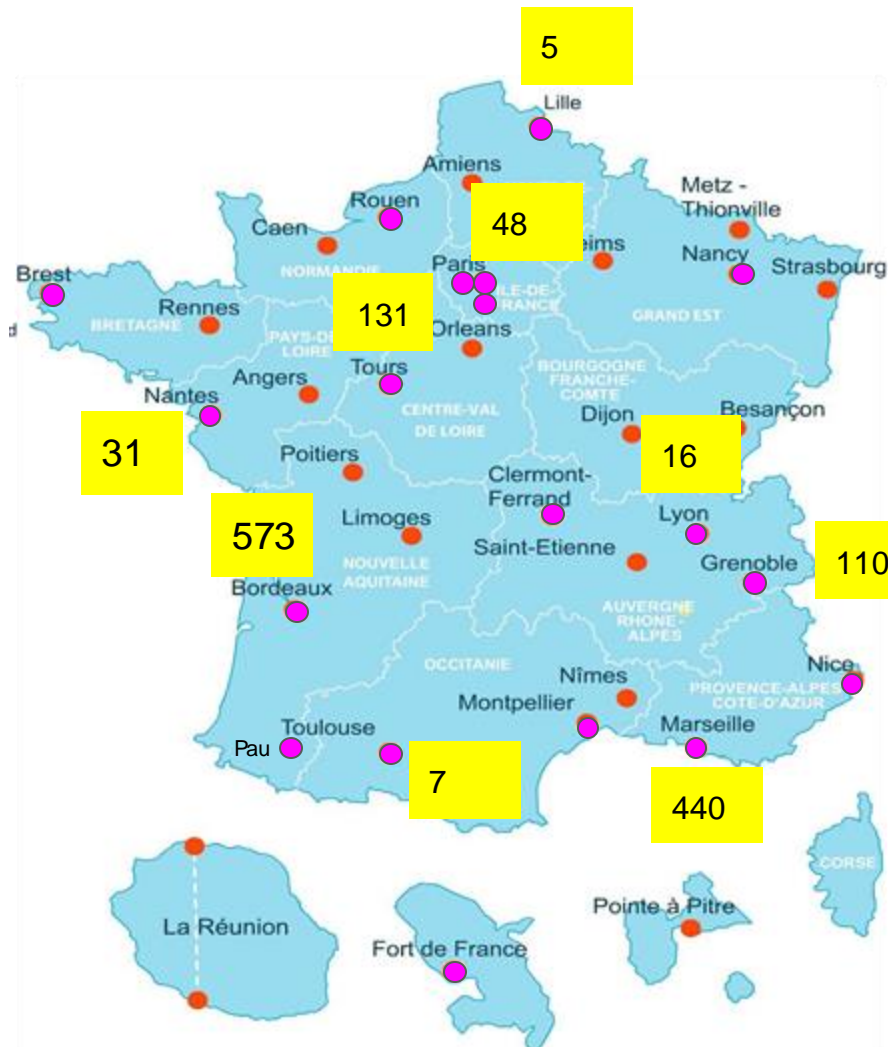 5
Lille
Amiens
Metz -
Thionville
Rouen
48
Caen
eims
Nancy
Paris
Strasbourg
NORMANDIE
Brest
ILE-DE-
FRANCE
GRAND EST
Rennes
131
BRETAGNE
d
PAYS-DE-
LOIRE
Orleans
Tours
BOURGOGNE
FRANCHE-
COMTE
Angers
Nantes
CENTRE-VAL
DE LOIRE
Dijon
Besançon
31
16
Poitiers
Clermont-
Ferrand
573
Limoges
Lyon
Saint-Etienne
NOUVELLE
AQUITAINE
Grenoble
110
Bordeaux
AUVERGNE
RHONE-
ALPES
OCCITANIE
Nîmes
Nice
PROVENCE-ALPES
COTE-D'AZUR
Montpellier
Toulouse
Marseille
Pau
7
440
CORSE
La Réunion
Fort de France
Pointe à Pitre